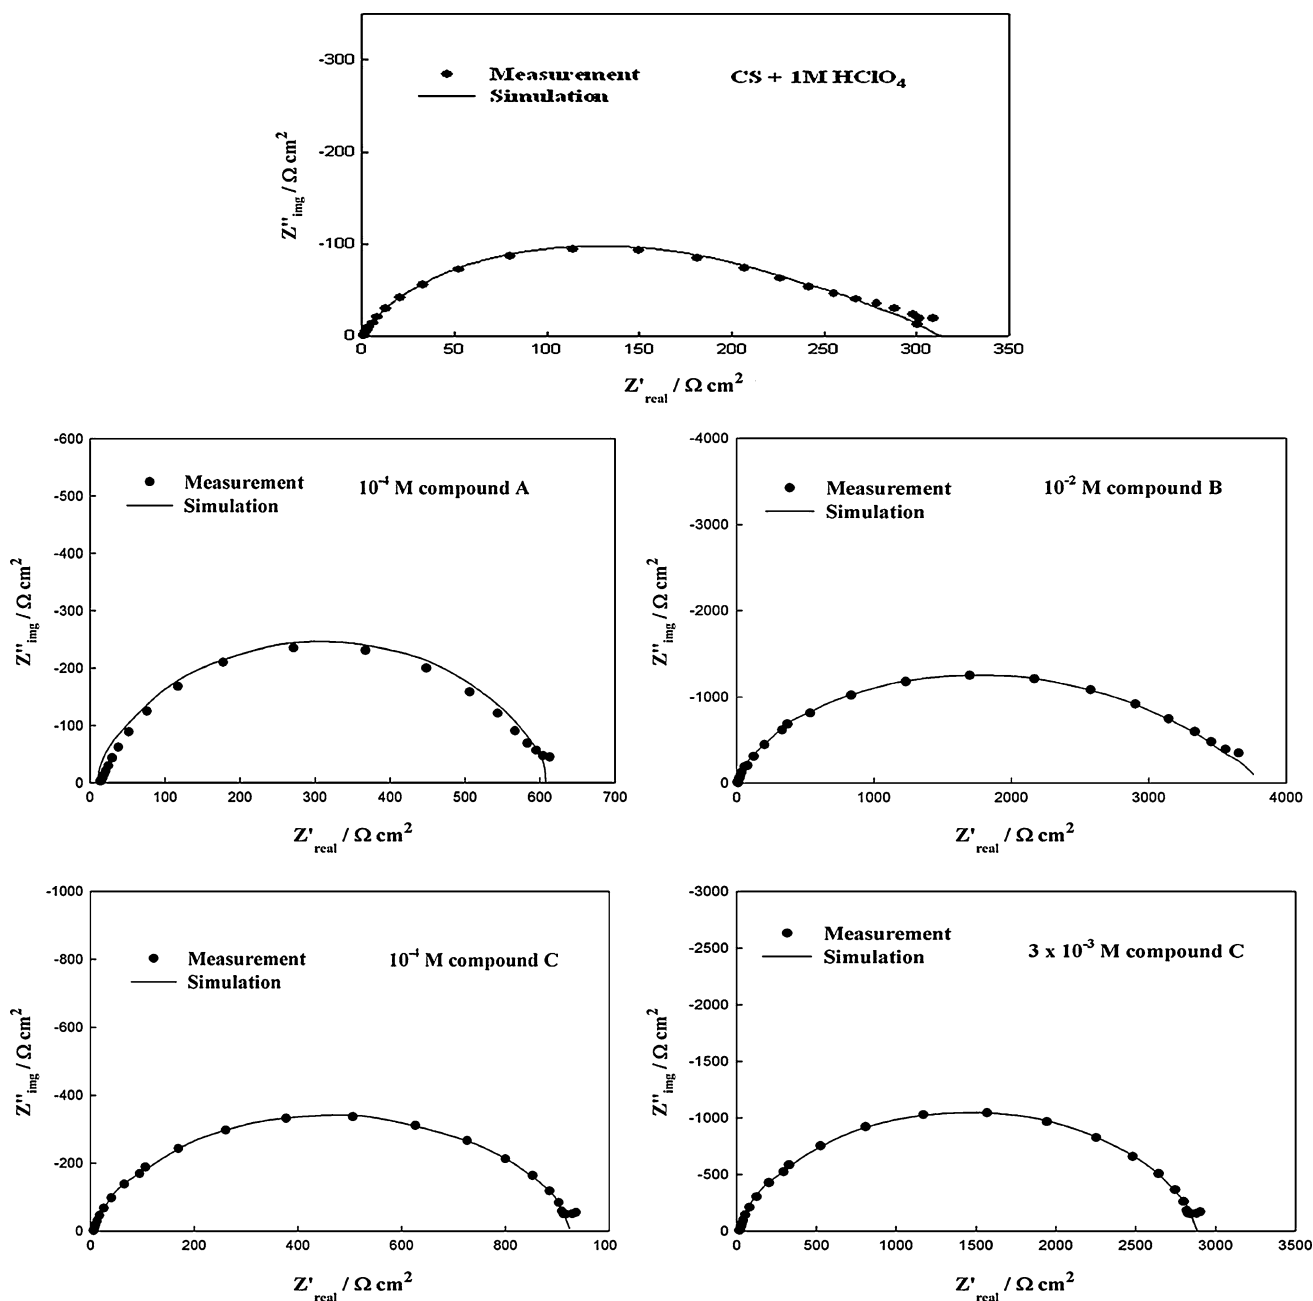 -300
Measurement
CS + 1M HClO4
Simulation
-200
Z''img / Ω cm2
-100
0
0 50 100 150 200 250 300 350
Z'real / Ω cm2
-600
-500
Measurement
10-4 M compound A
Simulation
-400
Z''img / Ω cm2
-300
-200
-100
0
0 100 200 300 400 500 600 700
Z'real / Ω cm2
-4000
Measurement
10-2 M compound B
Simulation
-3000
Z''img / Ω cm2
-2000
-1000
0
0 1000 2000 3000 4000
Z'real / Ω cm2
-1000
-800
Measurement
10-4 M compound C
Simulation
-600
Z''img / Ω cm2
-400
-200
0
0 200 400 600 800 100
Z'real / Ω cm2
-3000
-2500
Measurement
3 x 10-3 M compound C
Simulation
-2000
Z''img / Ω cm2
-1500
-1000
-500
0
0 500 1000 1500 2000 2500 3000 3500
Z'real / Ω cm2